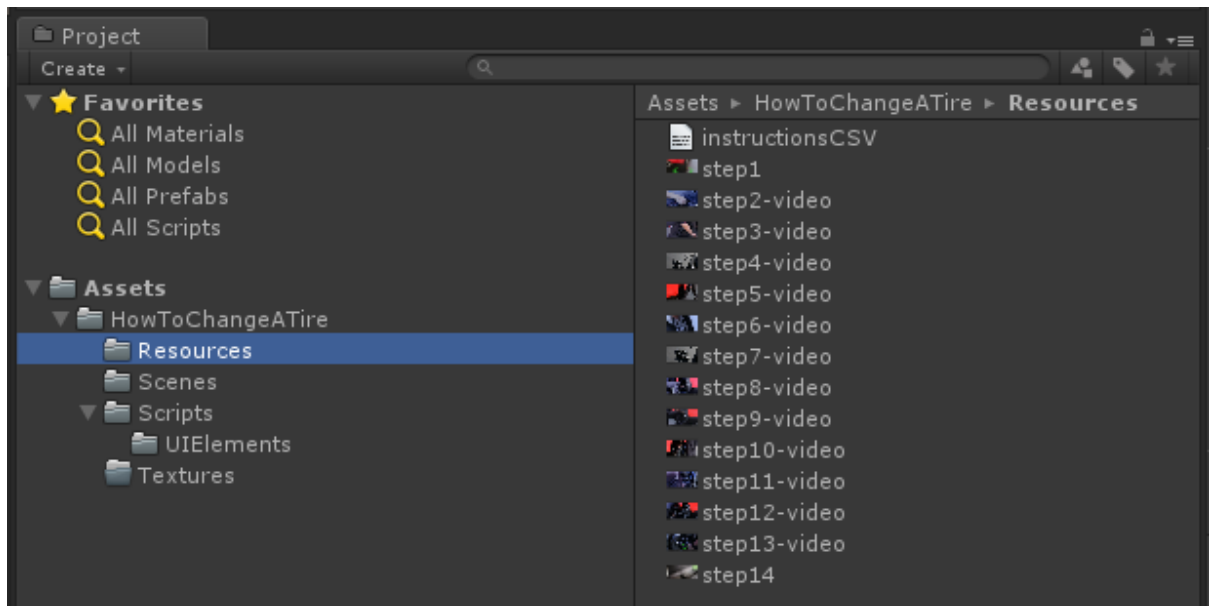 Project
Create
Favorites
All Materials
All Models
All Prefabs
All Scripts
Assets
HowToChangeATire
Resources
Scenes
Scripts
UIElements
Textures
Assets ▸ HowToChangeATire ▸ Resources
instructionsCSV
step1
step2-video
step3-video
step4-video
step5-video
step6-video
step7-video
step8-video
step9-video
step10-video
step11-video
step12-video
step13-video
step14